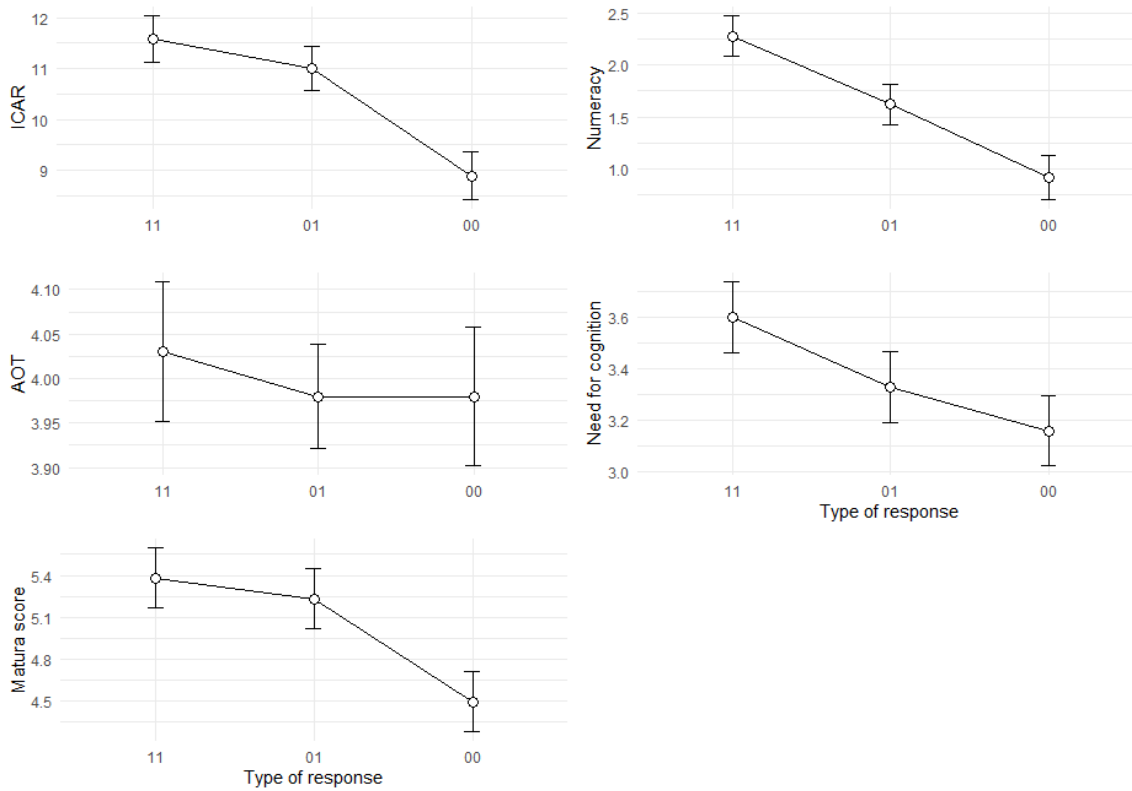 ICAR
12
11
10
9
11 01 00
Numeracy
2.5
2.0
1.5
1.0
11 01 00
AOT
4.10
4.05
4.00
3.95
3.90
11 01 00
Need for cognition
3.6
3.4
3.2
3.0
11 01 00
Type of response
Matura score
5.4
5.1
4.8
4.5
11 01 00
Type of response